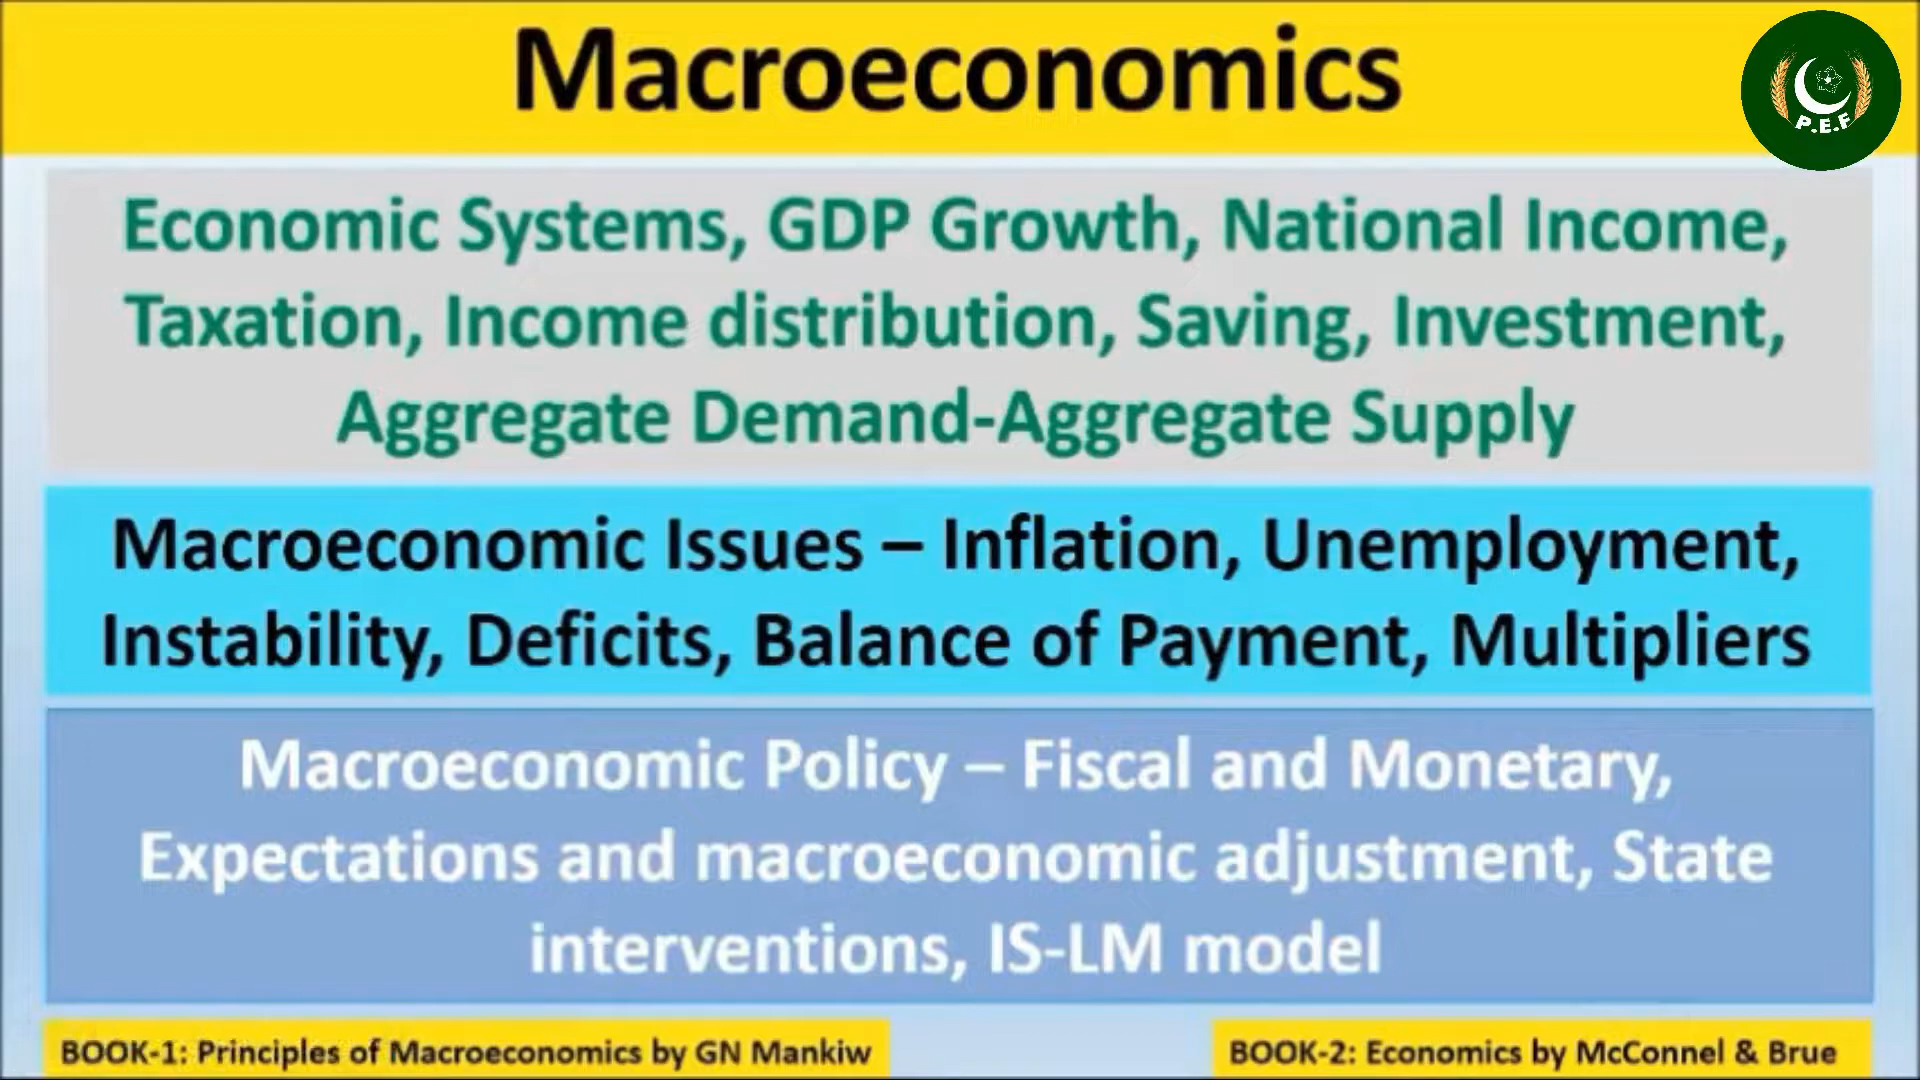 Macroeconomics
P.E.F
Economic Systems, GDP Growth, National Income,
Taxation, Income distribution, Saving, Investment,
Aggregate Demand-Aggregate Supply
Macroeconomic Issues – Inflation, Unemployment,
Instability, Deficits, Balance of Payment, Multipliers
Macroeconomic Policy – Fiscal and Monetary,
Expectations and macroeconomic adjustment, State
interventions, IS-LM model
BOOK-1: Principles of Macroeconomics by GN Mankiw
BOOK-2: Economics by McConnel & Brue